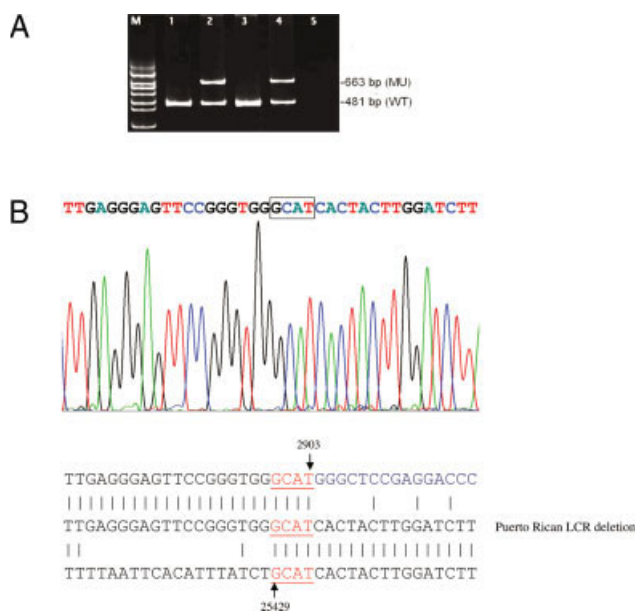 A
M 1 2 3 4 5
663 bp (MU)
481 bp (WT)
B
TTGAGGGAGTTCCGGGTGGGCATCACTACTTGGATCTT
2903
TTGAGGGAGTTCCGGGTGGGCATGGGCTCCGAGGACCC
TTGAGGGAGTTCCGGGTGGGCATCACTACTTGGATCTT Puerto Rican LCR deletion
TTTTAATTCACATTTATCTGCATCACTACTTGGATCTT
25429